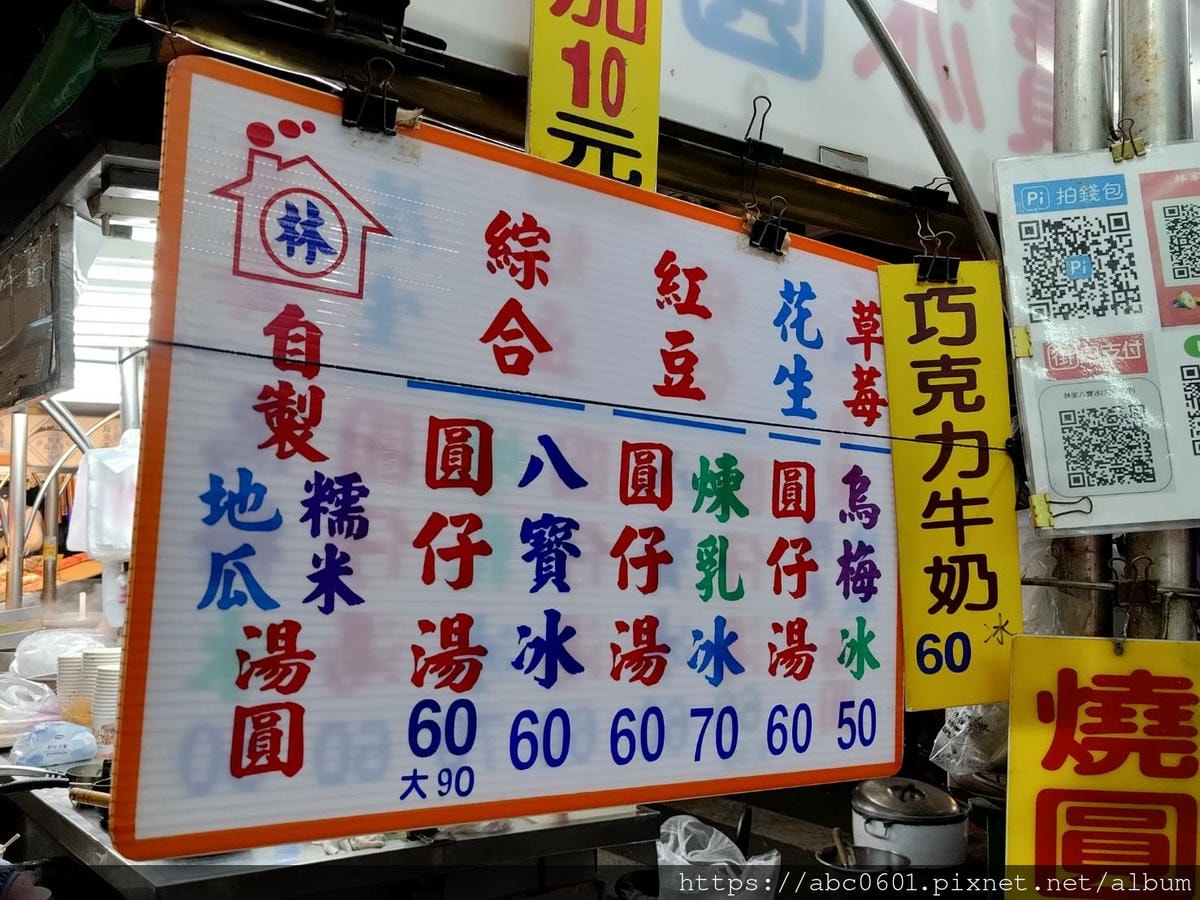 加10元
林
自製
地瓜
糯米
湯圓
綜合
圓仔湯
60
大90
八寶冰
60
紅豆
圓仔湯
60
煉乳冰
70
花生
圓仔湯
60
草莓
烏梅冰
50
巧克力牛奶冰
60
Pi 拍錢包
Pi
街口支付
燒圓
https://abc0601.pixnet.net/album